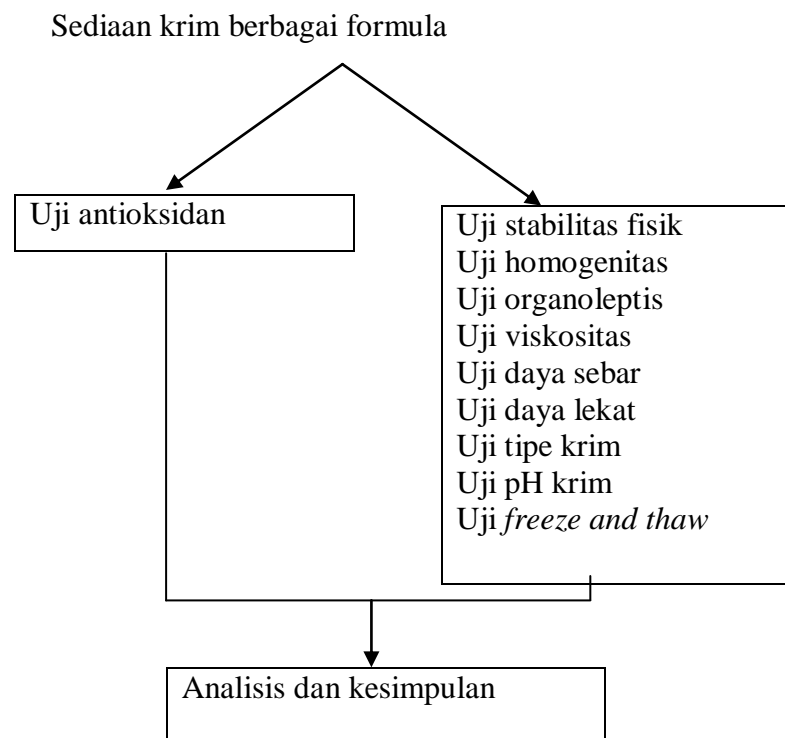 Sediaan krim berbagai formula
Uji antioksidan
Uji stabilitas fisik
Uji homogenitas
Uji organoleptis
Uji viskositas
Uji daya sebar
Uji daya lekat
Uji tipe krim
Uji pH krim
Uji freeze and thaw
Analisis dan kesimpulan